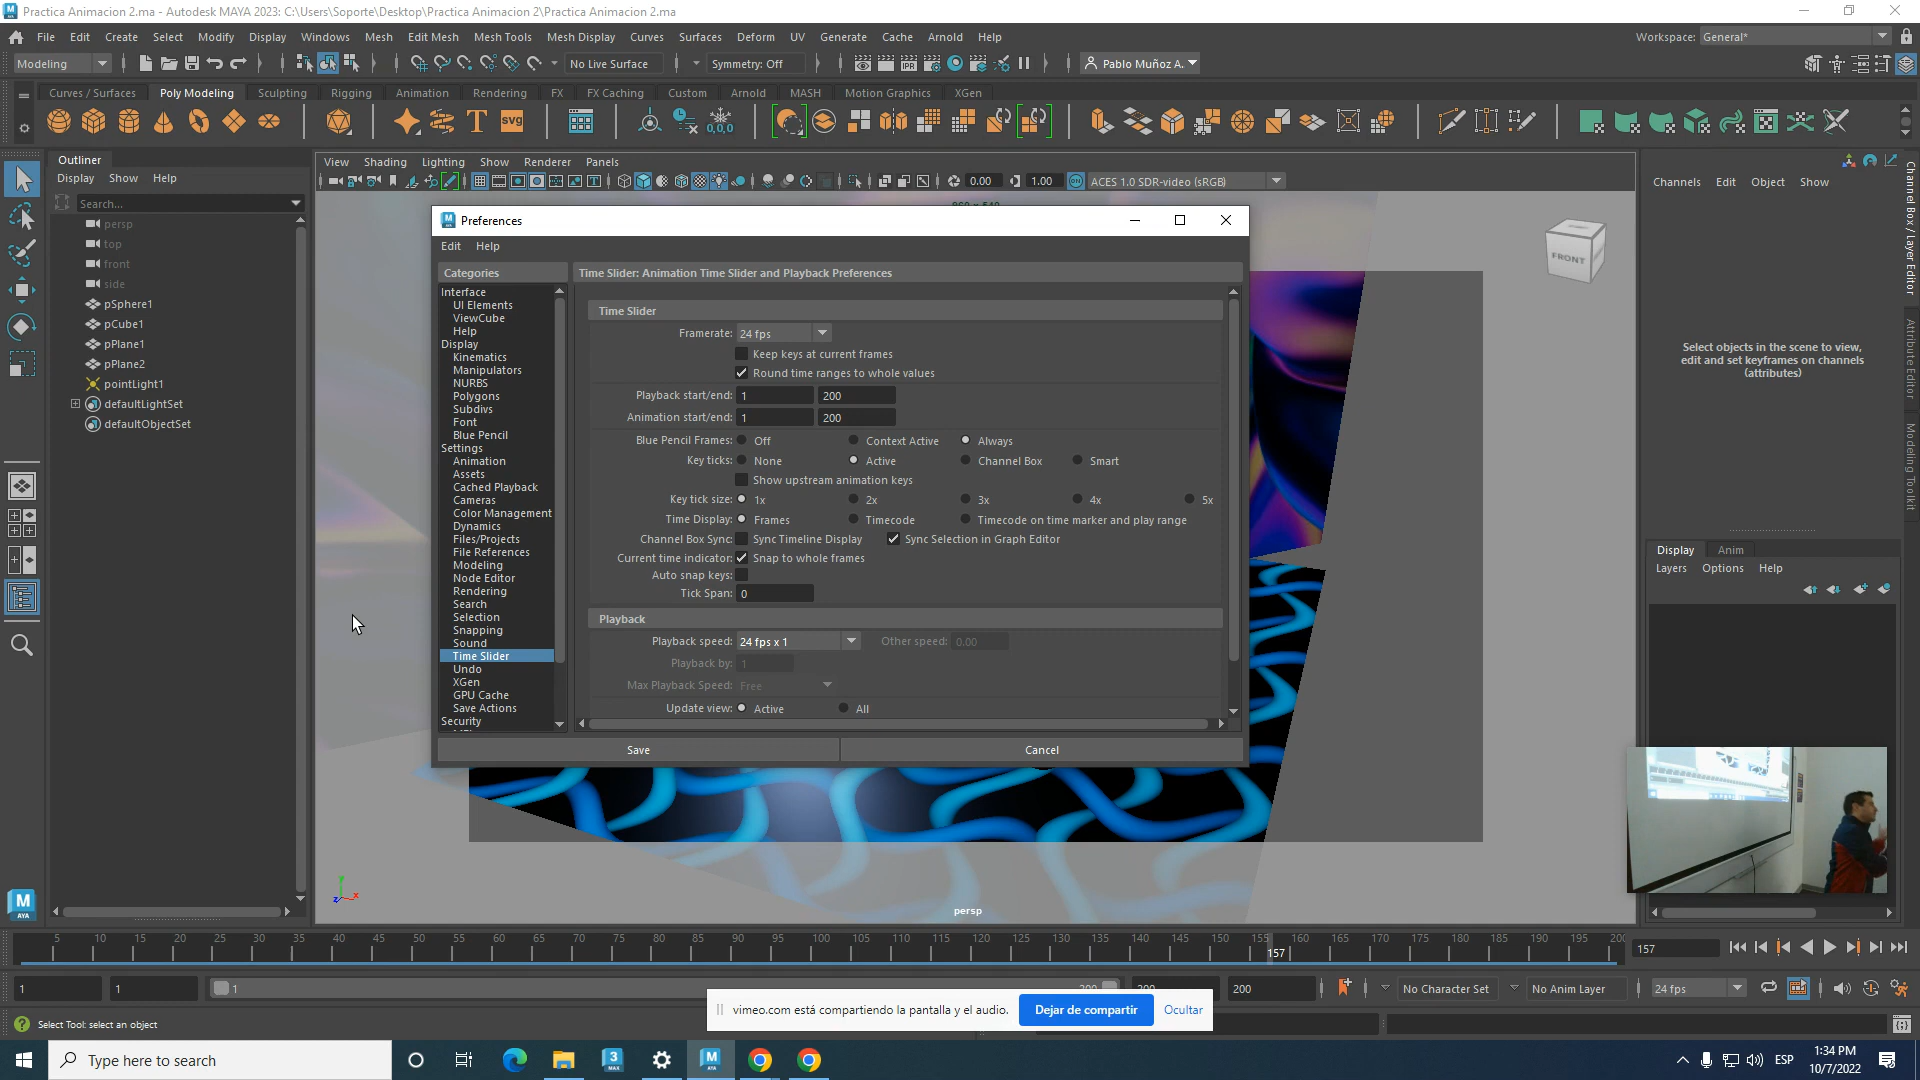 Practica Animacion 2.ma - Autodesk MAYA 2023: C:\Users\Soporte\Desktop\Practica Animacion 2\Practica Animacion 2.ma
File Edit Create Select Modify Display Windows Mesh Edit Mesh Mesh Tools Mesh Display Curves Surfaces Deform UV Generate Cache Arnold Help
Workspace: General*
Modeling No Live Surface Symmetry: Off Pablo Muñoz A.
Curves / Surfaces Poly Modeling Sculpting Rigging Animation Rendering FX FX Caching Custom Arnold MASH Motion Graphics XGen
Outliner
Display Show Help
Search...
persp
top
front
side
pSphere1
pCube1
pPlane1
pPlane2
pointLight1
defaultLightSet
defaultObjectSet
View Shading Lighting Show Renderer Panels
0.00 1.00 ACES 1.0 SDR-video (sRGB)
FRONT
persp
Preferences
Edit Help
Categories
Interface
UI Elements
ViewCube
Help
Display
Kinematics
Manipulators
NURBS
Polygons
Subdivs
Font
Blue Pencil
Settings
Animation
Assets
Cached Playback
Cameras
Color Management
Dynamics
Files/Projects
File References
Modeling
Node Editor
Rendering
Search
Selection
Snapping
Sound
Time Slider
Undo
XGen
GPU Cache
Save Actions
Security
Time Slider: Animation Time Slider and Playback Preferences
Time Slider
Framerate: 24 fps
Keep keys at current frames
Round time ranges to whole values
Playback start/end: 1 200
Animation start/end: 1 200
Blue Pencil Frames: Off Context Active Always
Key ticks: None Active Channel Box Smart
Show upstream animation keys
Key tick size: 1x 2x 3x 4x 5x
Time Display: Frames Timecode Timecode on time marker and play range
Channel Box Sync: Sync Timeline Display Sync Selection in Graph Editor
Current time indicator: Snap to whole frames
Auto snap keys:
Tick Span: 0
Playback
Playback speed: 24 fps x 1 Other speed: 0.00
Playback by: 1
Max Playback Speed: Free
Update view: Active All
Save Cancel
Channels Edit Object Show
Select objects in the scene to view,
edit and set keyframes on channels
(attributes)
Channel Box / Layer Editor
Attribute Editor
Modeling Toolkit
Display Anim
Layers Options Help
5 10 15 20 25 30 35 40 45 50 55 60 65 70 75 80 85 90 95 100 105 110 115 120 125 130 135 140 145 150 155 160 165 170 175 180 185 190 195 200
157 157
1 1 1 200 200 200 No Character Set No Anim Layer 24 fps
vimeo.com está compartiendo la pantalla y el audio. Dejar de compartir Ocultar
Select Tool: select an object
Type here to search
ESP
1:34 PM
10/7/2022